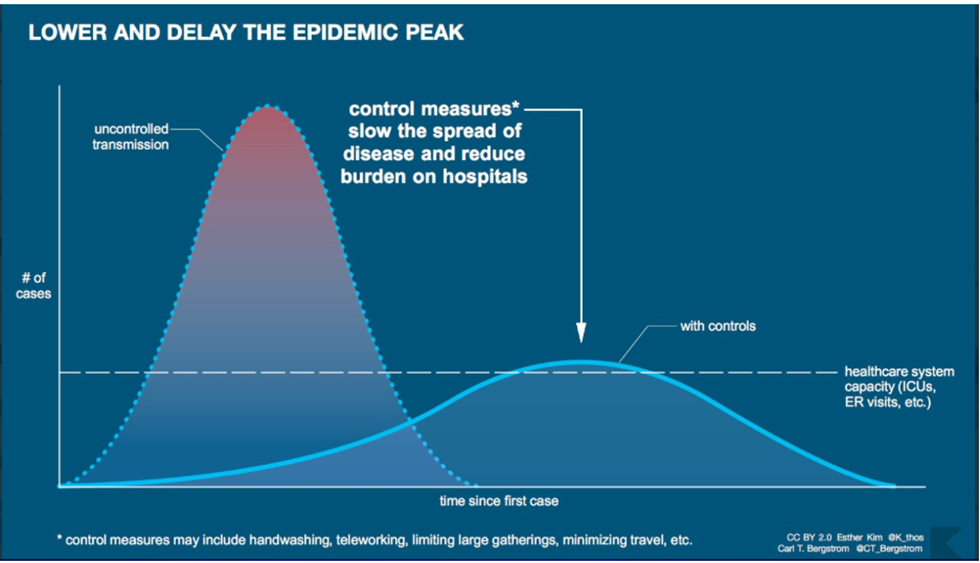 LOWER AND DELAY THE EPIDEMIC PEAK
uncontrolled
transmission
control measures*
slow the spread of
disease and reduce
burden on hospitals
# of
cases
with controls
healthcare system
capacity (ICUs,
ER visits, etc.)
time since first case
* control measures may include handwashing, teleworking, limiting large gatherings, minimizing travel, etc.
CC BY 2.0 Esther Kim @K_thos
Carl T. Bergstrom @CT_Bergstrom